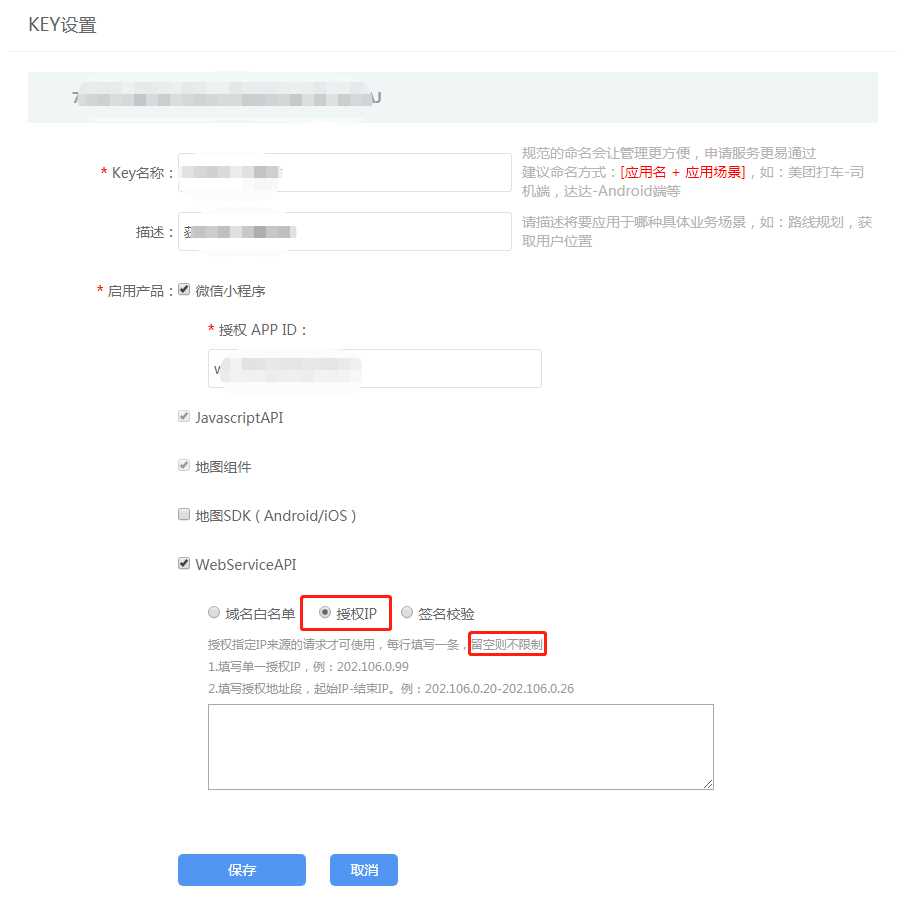 KEY设置
* Key名称：
规范的命名会让管理更方便，申请服务更易通过
建议命名方式：[应用名 + 应用场景]，如：美团打车-司
机端，达达-Android端等
描述：
请描述将要应用于哪种具体业务场景，如：路线规划，获
取用户位置
* 启用产品： 微信小程序
* 授权 APP ID：
JavascriptAPI
地图组件
地图SDK ( Android/iOS )
WebServiceAPI
域名白名单 授权IP 签名校验
授权指定IP来源的请求才可使用，每行填写一条，留空则不限制
1.填写单一授权IP，例：202.106.0.99
2.填写授权地址段，起始IP-结束IP。例：202.106.0.20-202.106.0.26
保存 取消